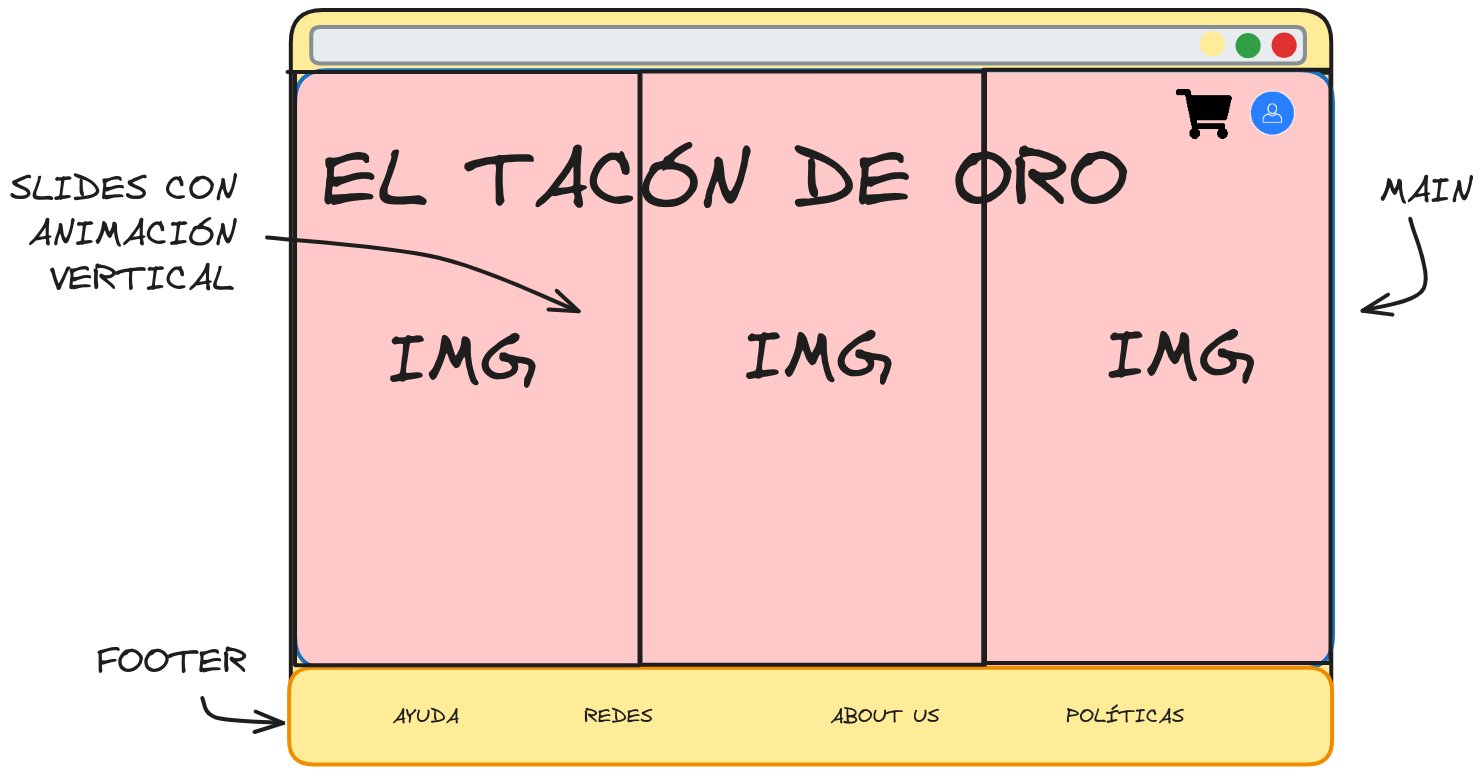 EL TACÓN DE ORO
SLIDES CON
ANIMACIÓN
VERTICAL
MAIN
IMG
IMG
IMG
FOOTER
AYUDA
REDES
ABOUT US
POLÍTICAS